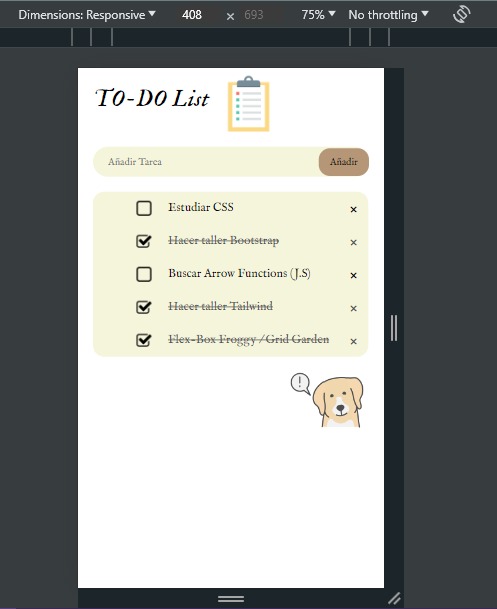 Dimensions: Responsive ▼ 408 × 693 75% ▼ No throttling ▼
TO-DO List
Añadir Tarea Añadir
Estudiar CSS ×
Hacer taller Bootstrap ×
Buscar Arrow Functions (J.S) ×
Hacer taller Tailwind ×
Flex-Box Froggy /Grid Garden ×
!